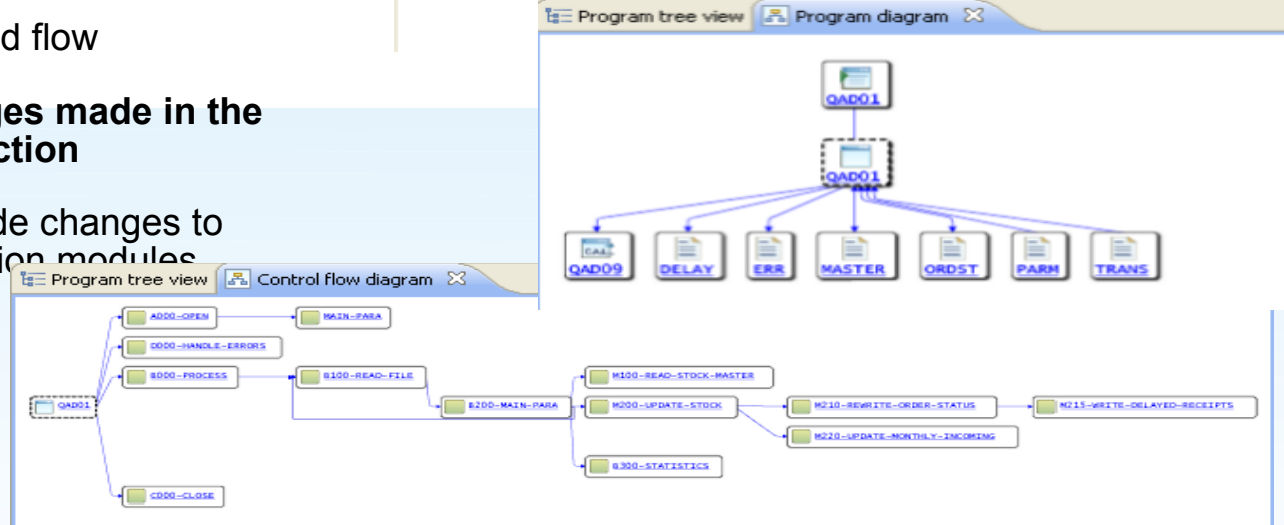 d flow
ges made in the
ction
de changes to
ion modules
Program tree view Program diagram
QAD01
QAD01
QAD09 DELAY ERR MASTER ORDST PARM TRANS
Program tree view Control flow diagram
A000-OPEN MAIN-PARA
D000-HANDLE-ERRORS
B000-PROCESS B100-READ-FILE M100-READ-STOCK-MASTER
QAD01 B200-MAIN-PARA M200-UPDATE-STOCK M210-REWRITE-ORDER-STATUS M215-WRITE-DELAYED-RECEIPTS
M220-UPDATE-MONTHLY-INCOMING
B300-STATISTICS
C000-CLOSE